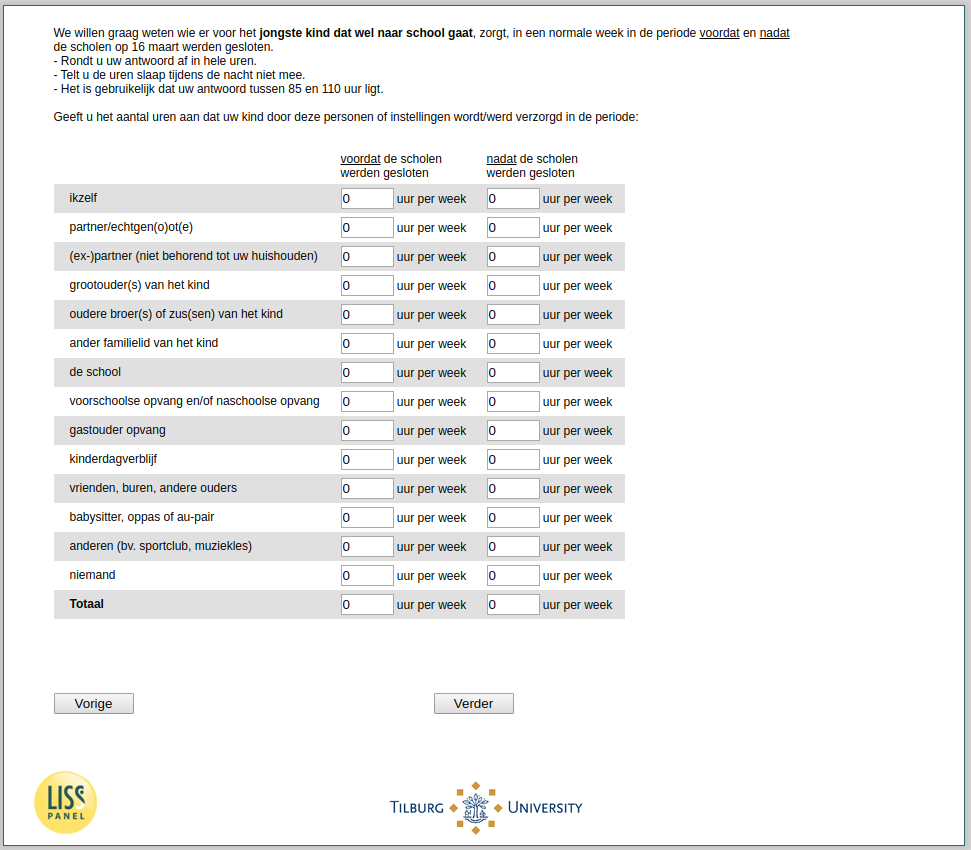 We willen graag weten wie er voor het jongste kind dat wel naar school gaat, zorgt, in een normale week in de periode voordat en nadat
de scholen op 16 maart werden gesloten.
- Rondt u uw antwoord af in hele uren.
- Telt u de uren slaap tijdens de nacht niet mee.
- Het is gebruikelijk dat uw antwoord tussen 85 en 110 uur ligt.
Geeft u het aantal uren aan dat uw kind door deze personen of instellingen wordt/werd verzorgd in de periode:
voordat de scholen nadat de scholen
werden gesloten werden gesloten
ikzelf 0 uur per week 0 uur per week
partner/echtgen(o)ot(e) 0 uur per week 0 uur per week
(ex-)partner (niet behorend tot uw huishouden) 0 uur per week 0 uur per week
grootouder(s) van het kind 0 uur per week 0 uur per week
oudere broer(s) of zus(sen) van het kind 0 uur per week 0 uur per week
ander familielid van het kind 0 uur per week 0 uur per week
de school 0 uur per week 0 uur per week
voorschoolse opvang en/of naschoolse opvang 0 uur per week 0 uur per week
gastouder opvang 0 uur per week 0 uur per week
kinderdagverblijf 0 uur per week 0 uur per week
vrienden, buren, andere ouders 0 uur per week 0 uur per week
babysitter, oppas of au-pair 0 uur per week 0 uur per week
anderen (bv. sportclub, muziekles) 0 uur per week 0 uur per week
niemand 0 uur per week 0 uur per week
Totaal 0 uur per week 0 uur per week
Vorige Verder
LISS
PANEL
TILBURG UNIVERSITY